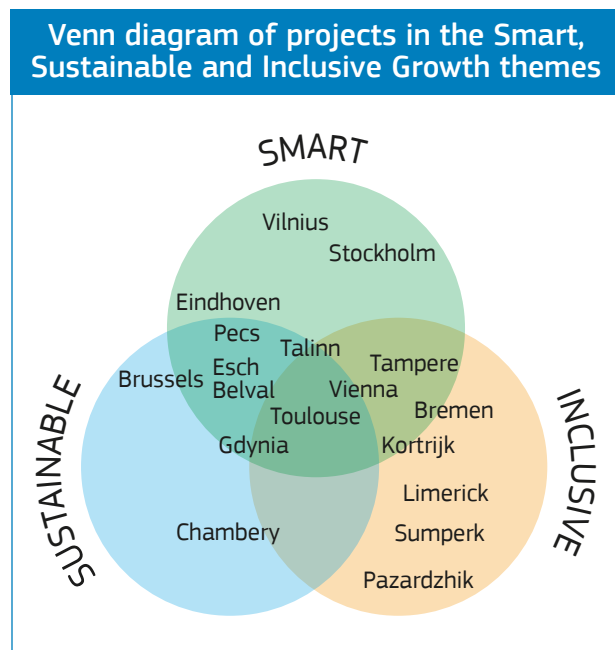 Venn diagram of projects in the Smart,
Sustainable and Inclusive Growth themes
SMART
Vilnius
Stockholm
Eindhoven
Pecs
Talinn
Tampere
Brussels
Esch
Belval
Vienna
Toulouse
Bremen
Gdynia
Kortrijk
Limerick
Chambery
Sumperk
Pazardzhik
SUSTAINABLE
INCLUSIVE